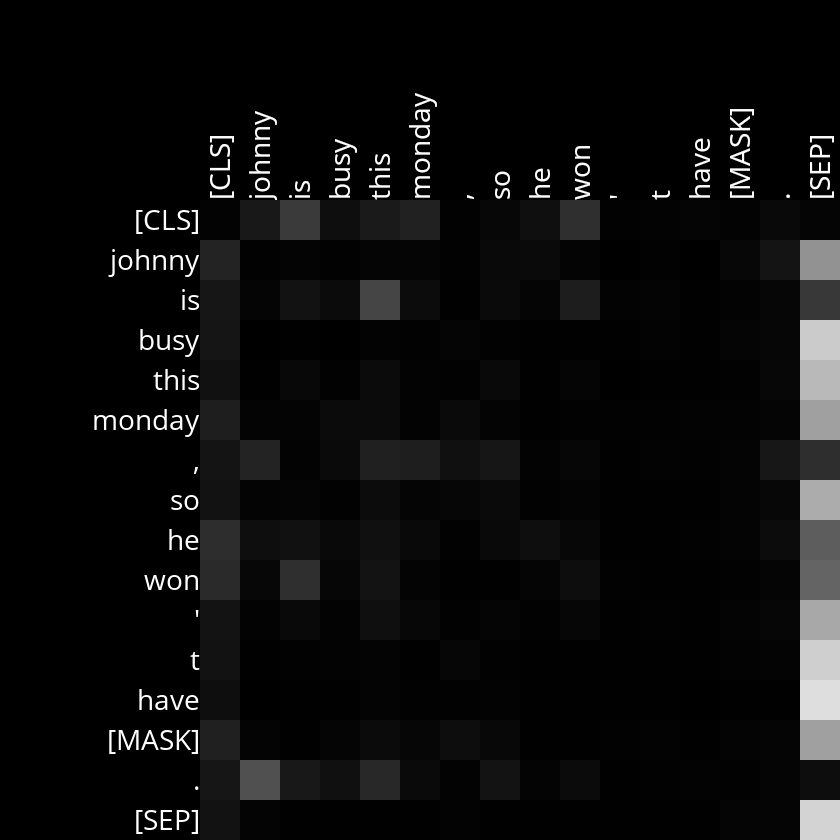 [CLS] johnny is busy this monday , so he won ' t have [MASK] . [SEP]
[CLS]
johnny
is
busy
this
monday
,
so
he
won
'
t
have
[MASK]
.
[SEP]